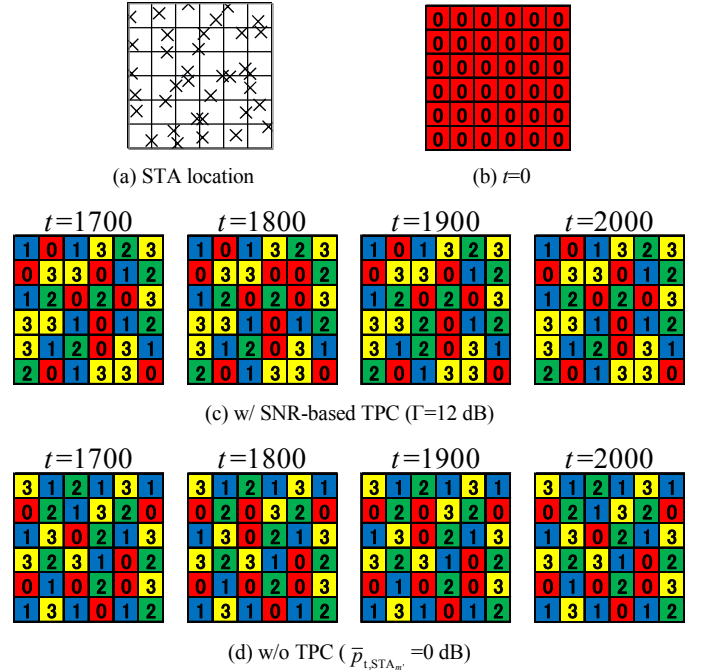 (a) STA location
0 0 0 0 0 0
0 0 0 0 0 0
0 0 0 0 0 0
0 0 0 0 0 0
0 0 0 0 0 0
0 0 0 0 0 0
(b) t=0
t=1700 t=1800 t=1900 t=2000
1 0 1 3 2 3 1 0 1 3 2 3 1 0 1 3 2 3 1 0 1 3 2 3
0 3 3 0 1 2 0 3 3 0 0 2 0 3 3 0 1 2 0 3 3 0 1 2
1 2 0 2 0 3 1 2 0 2 0 3 1 2 0 2 0 3 1 2 0 2 0 3
3 3 1 0 1 2 3 3 1 0 1 2 3 3 2 0 1 2 3 3 1 0 1 2
3 1 2 0 3 1 3 1 2 0 3 1 3 1 2 0 3 1 3 1 2 0 3 1
2 0 1 3 3 0 2 0 1 3 3 0 2 0 1 3 3 0 2 0 1 3 3 0
(c) w/ SNR-based TPC (Γ=12 dB)
t=1700 t=1800 t=1900 t=2000
3 1 2 1 3 1 3 1 2 1 3 1 3 1 2 1 3 1 3 1 2 1 3 1
0 2 1 3 2 0 0 2 0 3 2 0 0 2 0 3 2 0 0 2 1 3 2 0
1 3 0 2 1 3 1 3 0 2 1 3 1 3 0 2 1 3 1 3 0 2 1 3
3 2 3 1 0 2 3 2 3 1 0 2 3 2 3 1 0 2 3 2 3 1 0 2
0 1 0 2 0 3 0 1 0 2 0 3 0 1 0 2 0 3 0 1 0 2 0 3
1 3 1 0 1 2 1 3 1 0 1 2 1 3 1 0 1 2 1 3 1 0 1 2
(d) w/o TPC ( p̅ t,STAm' =0 dB)